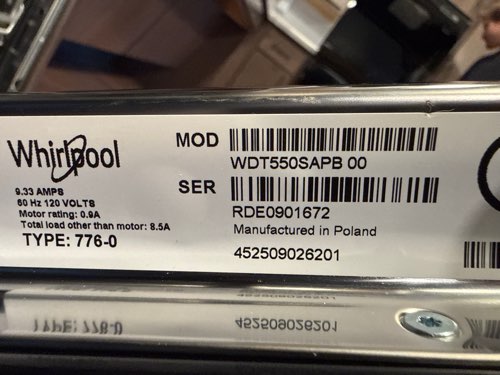 Whirlpool
MOD
WDT550SAPB 00
SER
RDE0901672
Manufactured in Poland
452509026201
9.33 AMPS
60 Hz 120 VOLTS
Motor rating: 0.9A
Total load other than motor: 8.5A
TYPE: 776-0